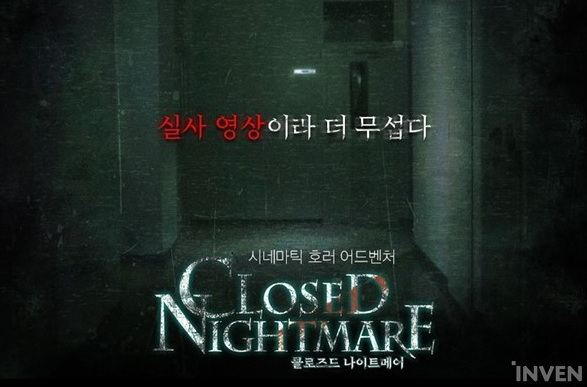 실사 영상이라 더 무섭다
시네마틱 호러 어드벤처
CLOSED
NIGHTMARE
클로즈드 나이트메어
INVEN